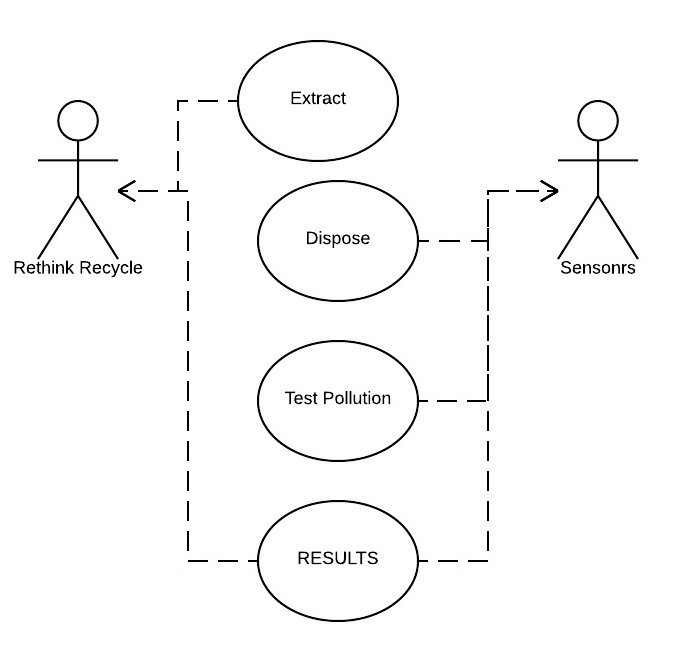 Extract
Dispose
Rethink Recycle
Sensonrs
Test Pollution
RESULTS